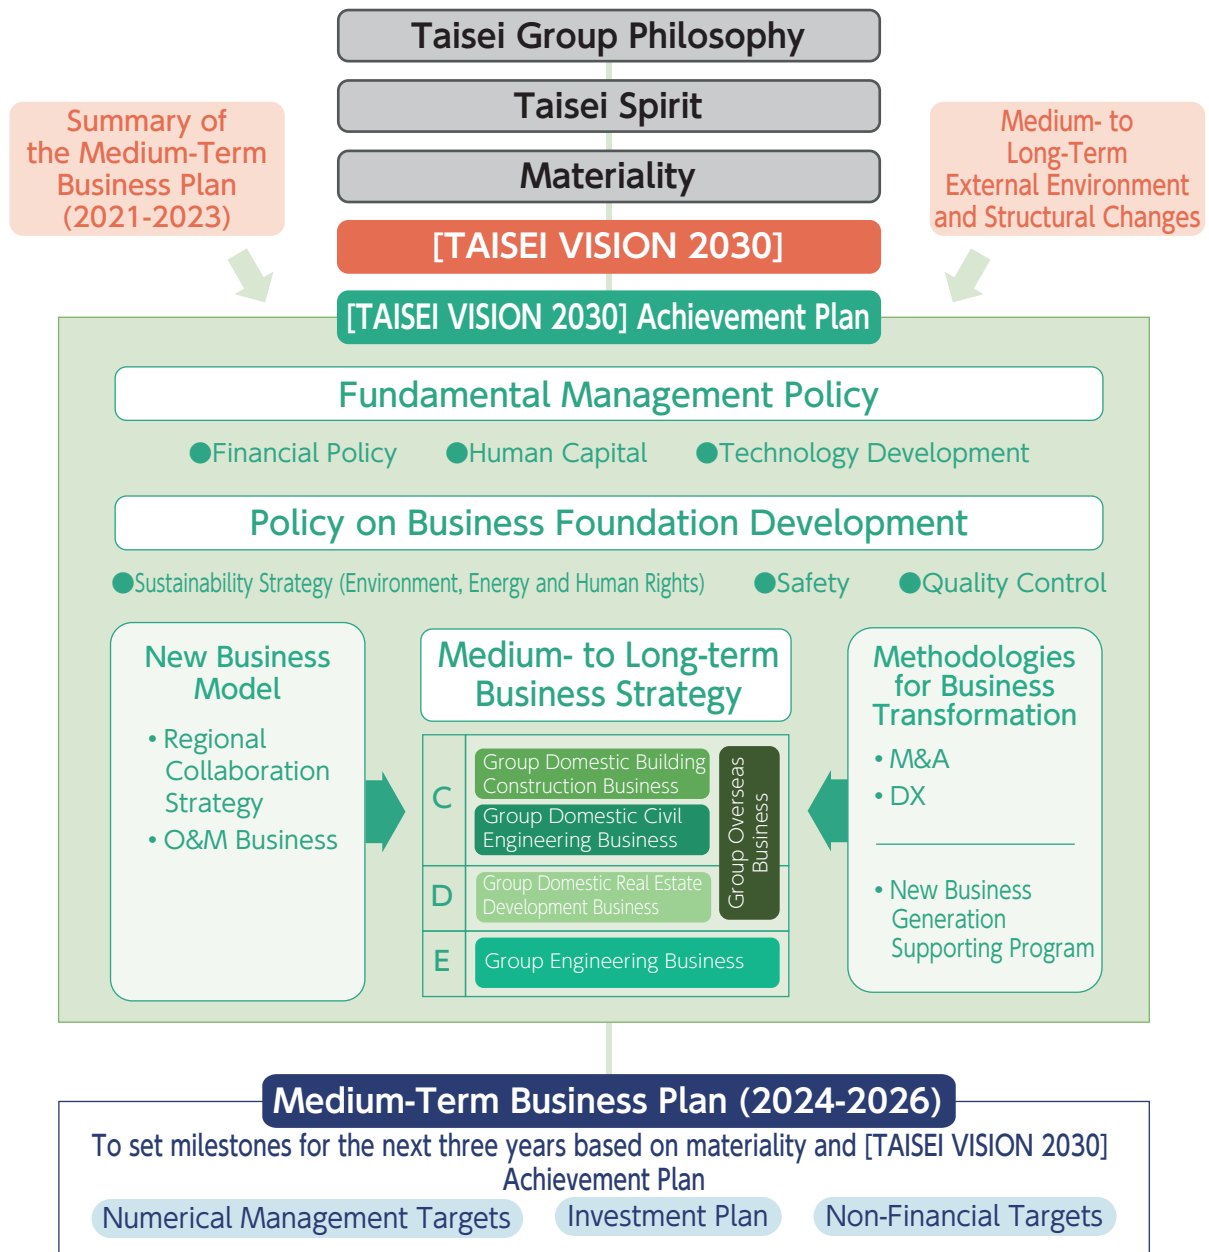 Taisei Group Philosophy
Taisei Spirit
Materiality
[TAISEI VISION 2030]
Summary of
the Medium-Term
Business Plan
(2021-2023)
Medium- to
Long-Term
External Environment
and Structural Changes
[TAISEI VISION 2030] Achievement Plan
Fundamental Management Policy
●Financial Policy ●Human Capital ●Technology Development
Policy on Business Foundation Development
●Sustainability Strategy (Environment, Energy and Human Rights) ●Safety ●Quality Control
New Business
Model
• Regional
Collaboration
Strategy
• O&M Business
Medium- to Long-term
Business Strategy
C
Group Domestic Building
Construction Business
Group Domestic Civil
Engineering Business
D
Group Domestic Real Estate
Development Business
Group Overseas
Business
E
Group Engineering Business
Methodologies
for Business
Transformation
• M&A
• DX
• New Business
Generation
Supporting Program
Medium-Term Business Plan (2024-2026)
To set milestones for the next three years based on materiality and [TAISEI VISION 2030]
Achievement Plan
Numerical Management Targets
Investment Plan
Non-Financial Targets